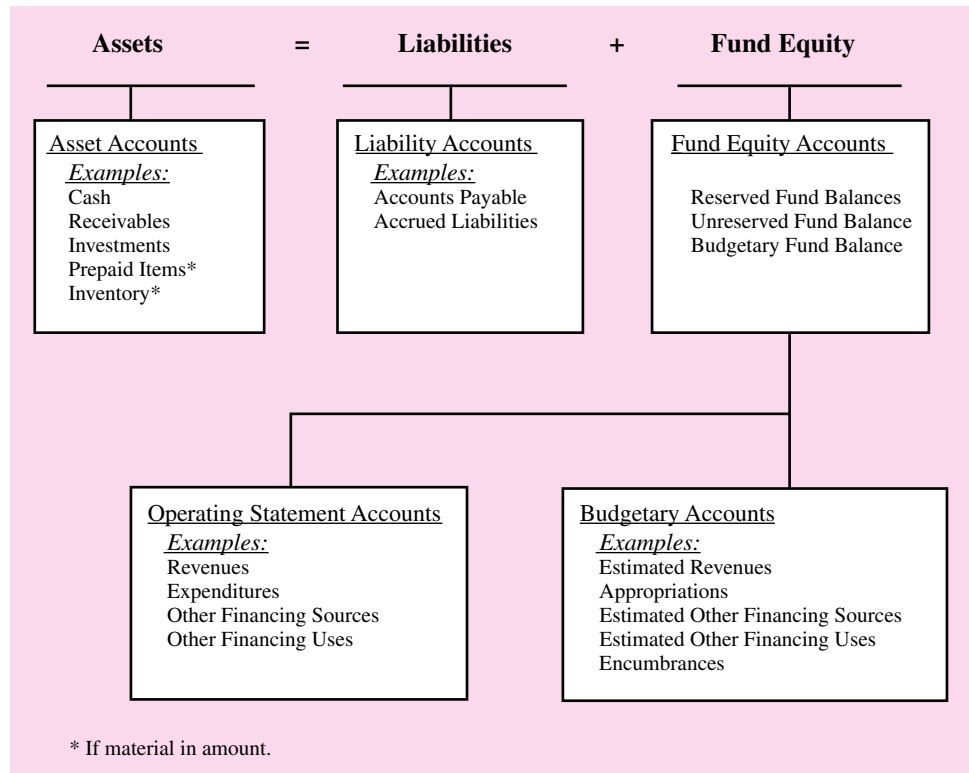 Assets = Liabilities + Fund Equity
Asset Accounts
Examples:
Cash
Receivables
Investments
Prepaid Items*
Inventory*
Liability Accounts
Examples:
Accounts Payable
Accrued Liabilities
Fund Equity Accounts
Reserved Fund Balances
Unreserved Fund Balance
Budgetary Fund Balance
Operating Statement Accounts
Examples:
Revenues
Expenditures
Other Financing Sources
Other Financing Uses
Budgetary Accounts
Examples:
Estimated Revenues
Appropriations
Estimated Other Financing Sources
Estimated Other Financing Uses
Encumbrances
* If material in amount.